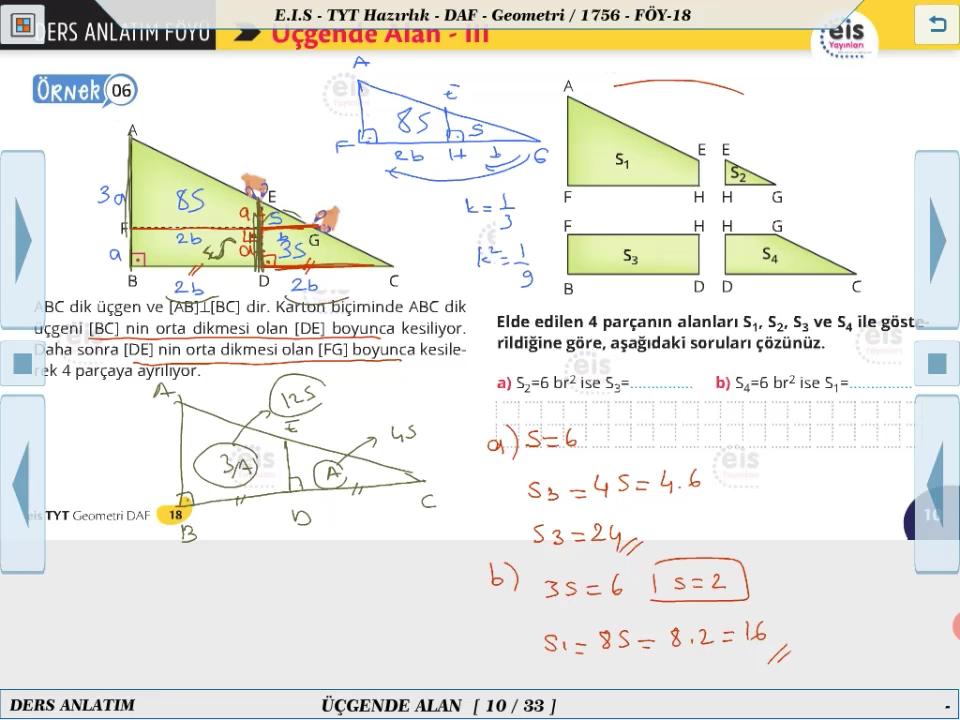 E.I.S - TYT Hazırlık - DAF - Geometri / 1756 - FÖY-18
DERS ANLATIM FÖYÜ
Üçgende Alan - III
eis
Yayınları
Örnek 06
A
3a
8S
E
F
a
S
2b
b
G
a
4S
a
3S
B
D
C
2b
2b
A
E
8S
S
F
2b
H
b
G
k = 1/3
k² = 1/9
A
S₁
E
F
H
E
S₂
H
G
F
H
S₃
B
D
H
G
S₄
D
C
ABC dik üçgen ve [AB]⊥[BC] dir. Karton biçiminde ABC dik
üçgeni [BC] nin orta dikmesi olan [DE] boyunca kesiliyor.
Daha sonra [DE] nin orta dikmesi olan [FG] boyunca kesile-
rek 4 parçaya ayrılıyor.
Elde edilen 4 parçanın alanları S₁, S₂, S₃ ve S₄ ile göste-
rildiğine göre, aşağıdaki soruları çözünüz.
a) S₂=6 br² ise S₃=...............
b) S₄=6 br² ise S₁=...............
A
12S
E
4S
3A
A
C
B
D
a) S=6
S₃ = 4S = 4.6
S₃ = 24
b) 3S = 6
S = 2
S₁ = 8S = 8.2 = 16
eis TYT Geometri DAF 18
10
DERS ANLATIM
ÜÇGENDE ALAN [ 10 / 33 ]
-